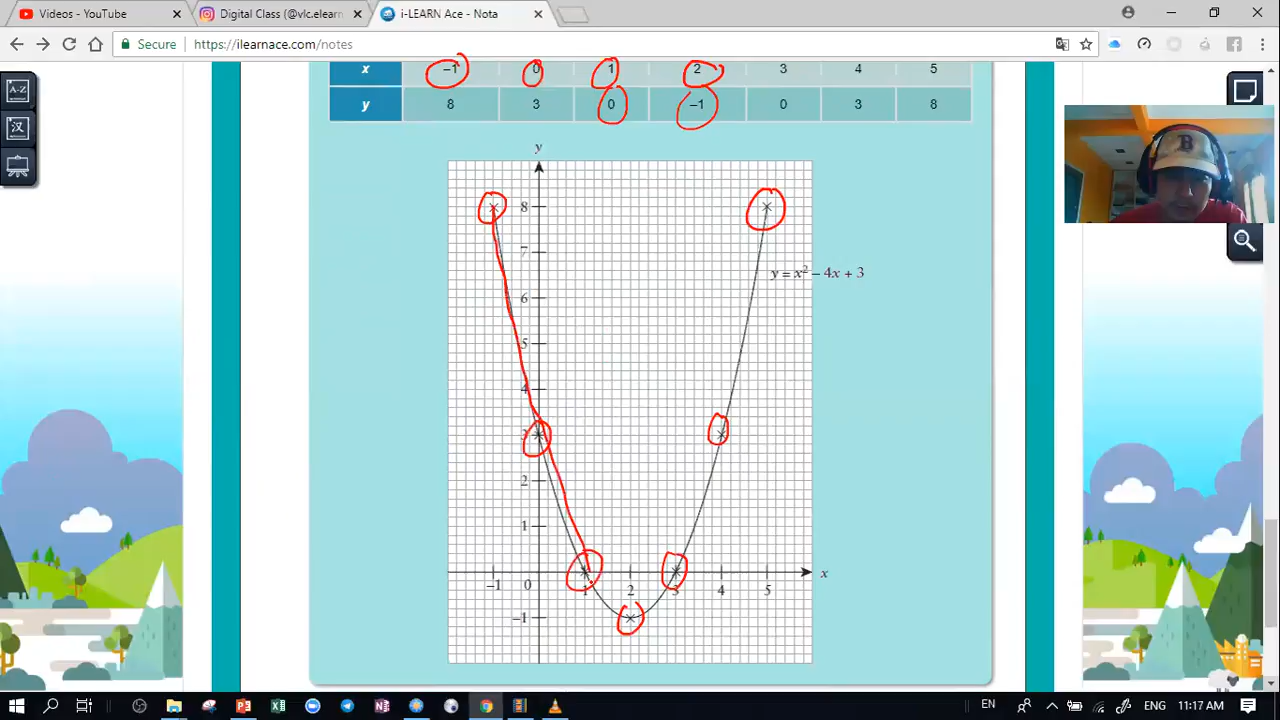 Videos - YouTube
Digital Class (@vlc.elearn
i-LEARN Ace - Nota
Secure
https://ilearnace.com/notes
A-Z
汉
x −1 0 1 2 3 4 5
y 8 3 0 −1 0 3 8
y
8
7
y = x² − 4x + 3
6
5
4
3
2
1
x
−1 0 1 2 3 4 5
−1
B
EN
ENG 11:17 AM